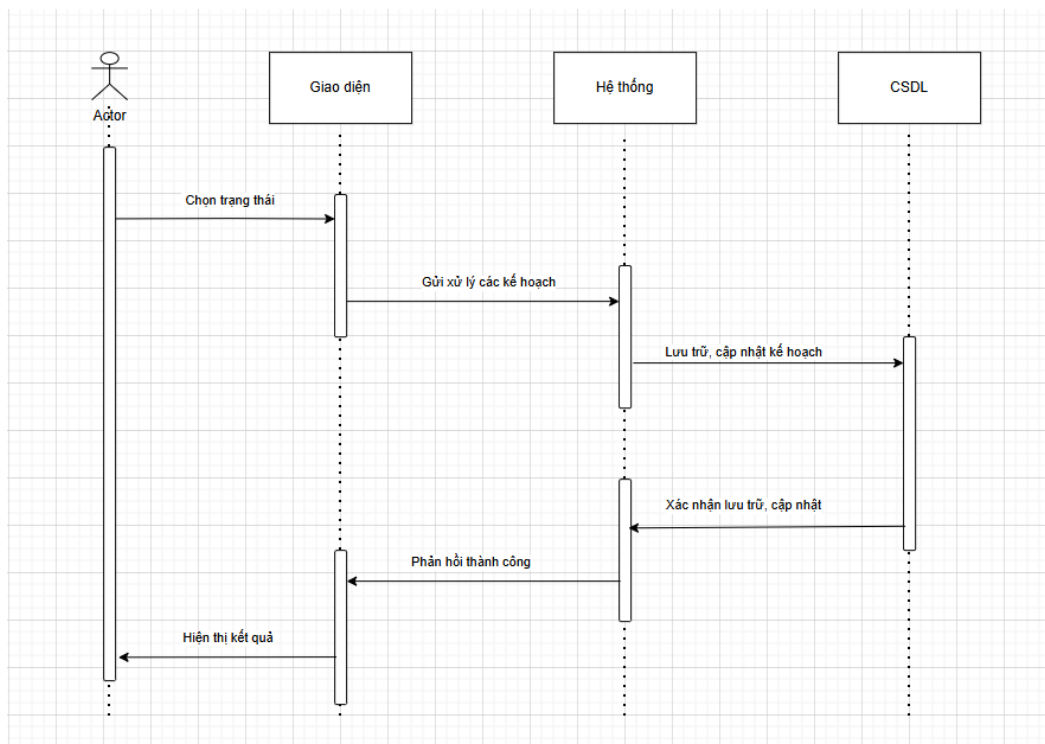 Actor
Giao diện
Hệ thống
CSDL
Chọn trạng thái
Gửi xử lý các kế hoạch
Lưu trữ, cập nhật kế hoạch
Xác nhận lưu trữ, cập nhật
Phản hồi thành công
Hiện thị kết quả